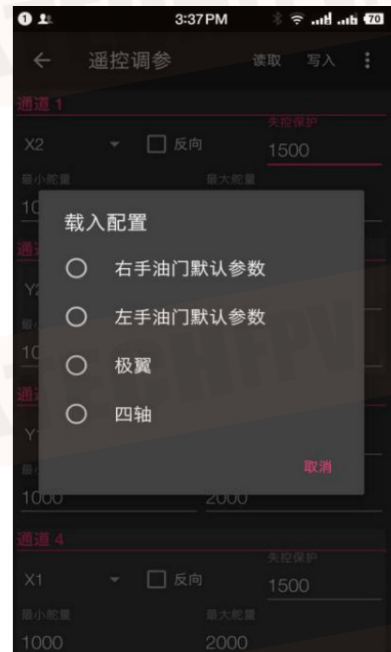 3:37 PM 70
遥控调参 读取 写入
通道 1
失控保护
X2 反向 1500
最小舵量 最大舵量
载入配置
右手油门默认参数
左手油门默认参数
极翼
四轴
取消
1000 2000
通道 4
失控保护
X1 反向 1500
最小舵量 最大舵量
1000 2000